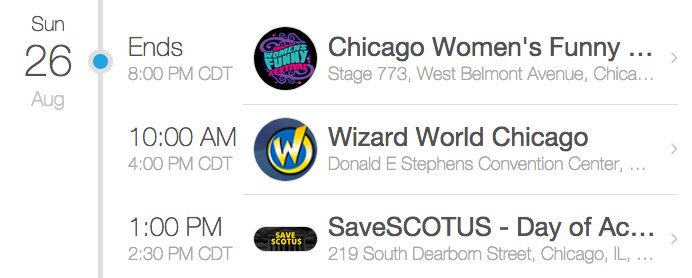 Sun
26
Aug
Ends
8:00 PM CDT
WOMENS
FUNNY
FESTIVAL
Chicago Women's Funny ...
Stage 773, West Belmont Avenue, Chica...
10:00 AM
4:00 PM CDT
W
Wizard World Chicago
Donald E Stephens Convention Center, ...
1:00 PM
2:30 PM CDT
SAVE
SCOTUS
SaveSCOTUS - Day of Ac...
219 South Dearborn Street, Chicago, IL, ...